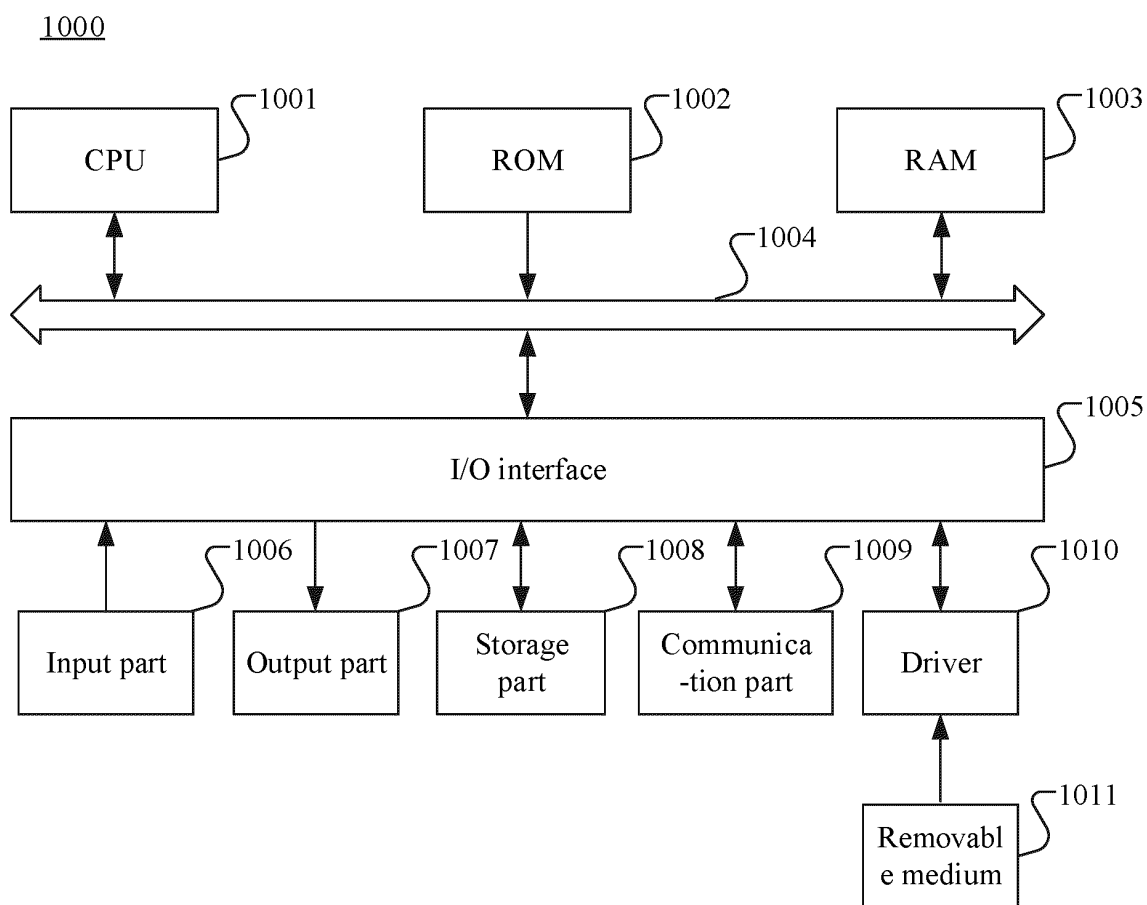 1000
1001
1002
1003
CPU
ROM
RAM
1004
1005
I/O interface
1006
1007
1008
1009
1010
Input part
Output part
Storage
part
Communica
-tion part
Driver
1011
Removabl
e medium